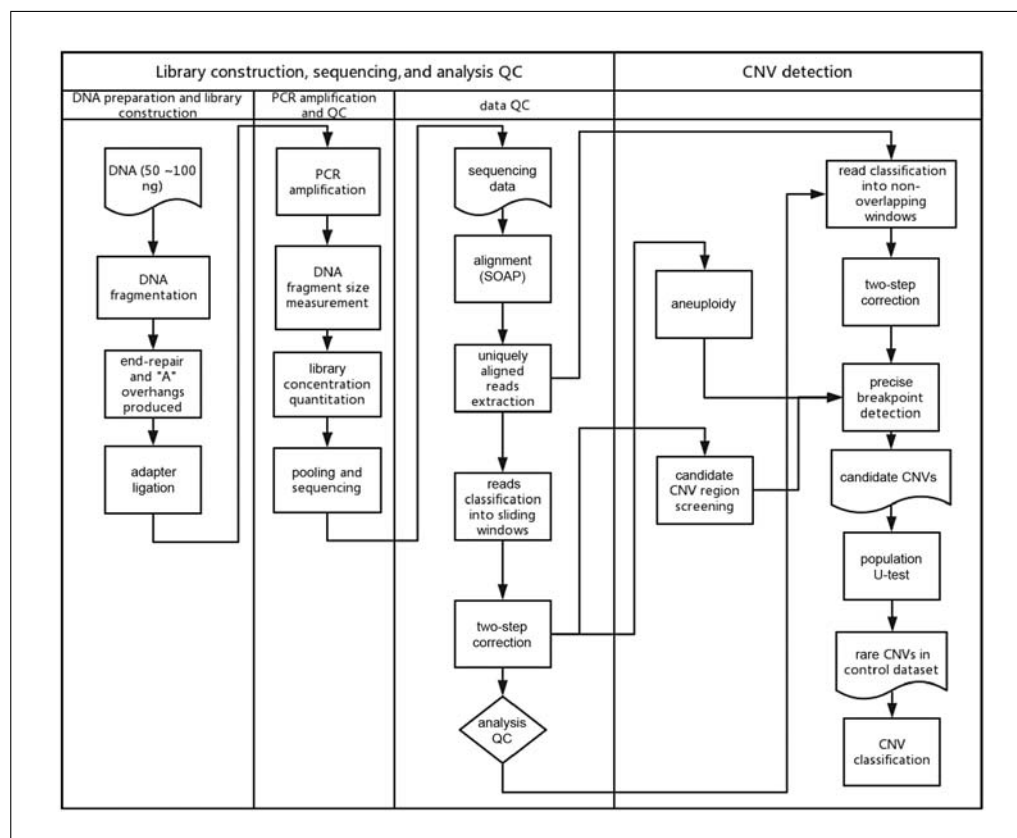 Library construction, sequencing, and analysis QC
CNV detection
DNA preparation and library
construction
PCR amplification
and QC
data QC
DNA (50 ~100
ng)
DNA
fragmentation
end-repair
and "A"
overhangs
produced
adapter
ligation
PCR
amplification
DNA
fragment size
measurement
library
concentration
quantitation
pooling and
sequencing
sequencing
data
alignment
(SOAP)
uniquely
aligned
reads
extraction
reads
classification
into sliding
windows
two-step
correction
analysis
QC
aneuploidy
candidate
CNV region
screening
read classification
into non-
overlapping
windows
two-step
correction
precise
breakpoint
detection
candidate CNVs
population
U-test
rare CNVs in
control dataset
CNV
classification